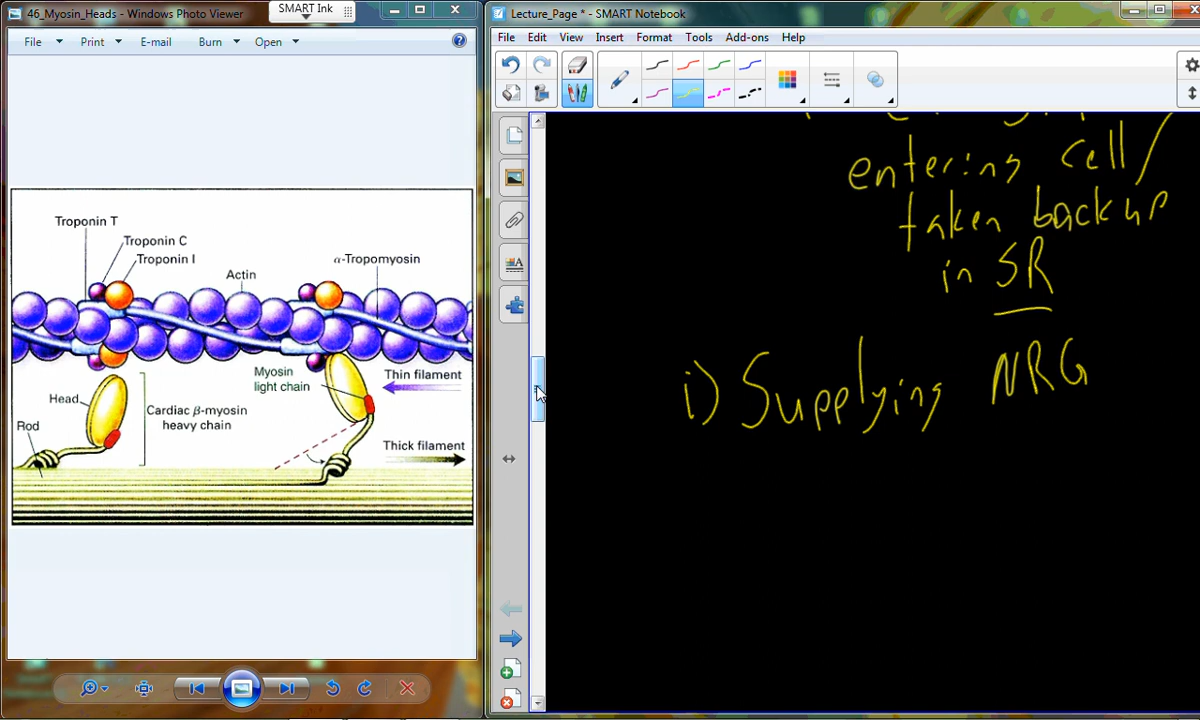 46_Myosin_Heads - Windows Photo Viewer
SMART Ink
File Print E-mail Burn Open
Troponin T
Troponin C
Troponin I
Actin
α-Tropomyosin
Myosin
light chain
Thin filament
Head
Cardiac β-myosin
heavy chain
Rod
Thick filament
Lecture_Page * - SMART Notebook
File Edit View Insert Format Tools Add-ons Help
entering cell/
taken back up
in SR
i) Supplying NRG